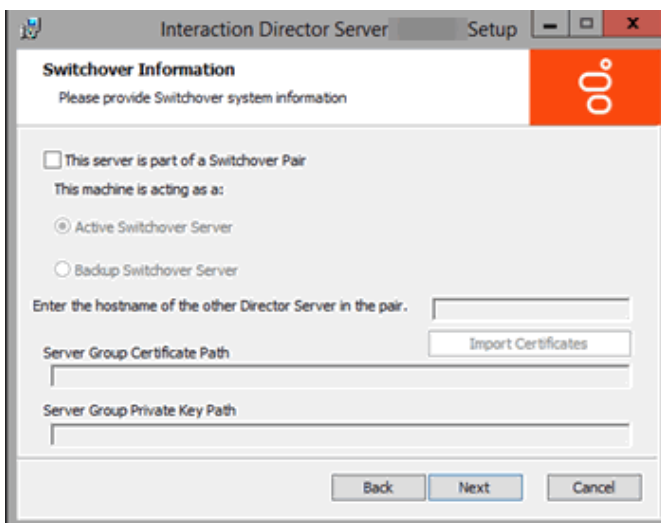 Interaction Director Server Setup
Switchover Information
Please provide Switchover system information
This server is part of a Switchover Pair
This machine is acting as a:
Active Switchover Server
Backup Switchover Server
Enter the hostname of the other Director Server in the pair.
Import Certificates
Server Group Certificate Path
Server Group Private Key Path
Back Next Cancel